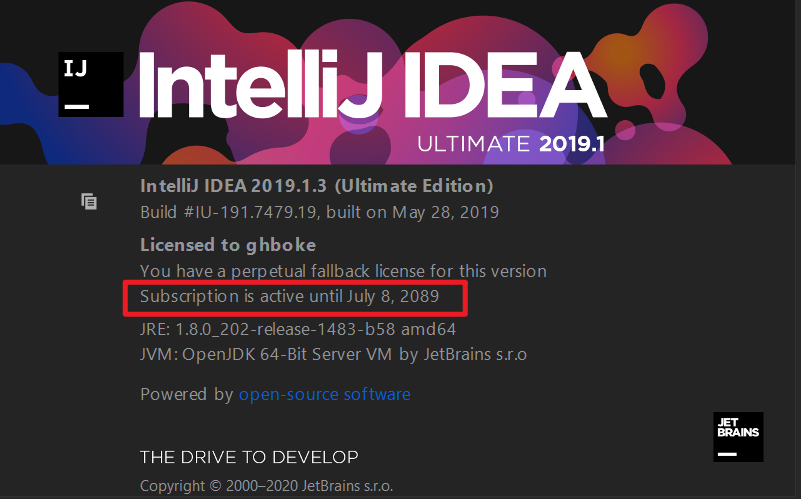 IJ
IntelliJ IDEA
ULTIMATE 2019.1
IntelliJ IDEA 2019.1.3 (Ultimate Edition)
Build #IU-191.7479.19, built on May 28, 2019
Licensed to ghboke
You have a perpetual fallback license for this version
Subscription is active until July 8, 2089
JRE: 1.8.0_202-release-1483-b58 amd64
JVM: OpenJDK 64-Bit Server VM by JetBrains s.r.o
Powered by open-source software
JET
BRAINS
THE DRIVE TO DEVELOP
Copyright © 2000–2020 JetBrains s.r.o.